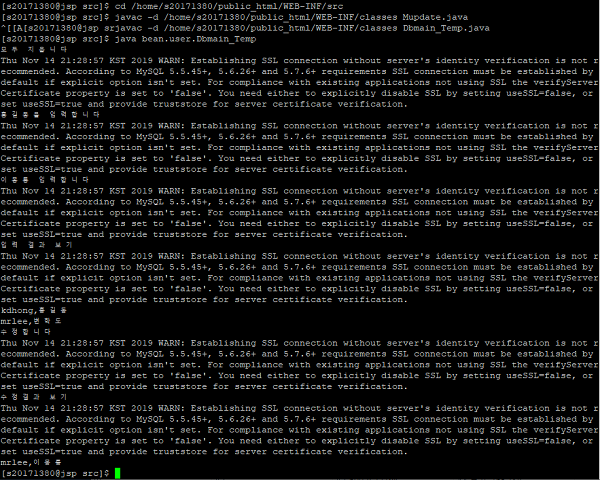 [s20171380@jsp src]$ cd /home/s20171380/public_html/WEB-INF/src
[s20171380@jsp src]$ javac -d /home/s20171380/public_html/WEB-INF/classes Mupdate.java
^[[A[s20171380@jsp srjavac -d /home/s20171380/public_html/WEB-INF/classes Dbmain_Temp.java
[s20171380@jsp src]$ java bean.user.Dbmain_Temp
모두 지웁니다
Thu Nov 14 21:28:57 KST 2019 WARN: Establishing SSL connection without server's identity verification is not r
ecommended. According to MySQL 5.5.45+, 5.6.26+ and 5.7.6+ requirements SSL connection must be established by
default if explicit option isn't set. For compliance with existing applications not using SSL the verifyServer
Certificate property is set to 'false'. You need either to explicitly disable SSL by setting useSSL=false, or
set useSSL=true and provide truststore for server certificate verification.
홍길동을 입력합니다
Thu Nov 14 21:28:57 KST 2019 WARN: Establishing SSL connection without server's identity verification is not r
ecommended. According to MySQL 5.5.45+, 5.6.26+ and 5.7.6+ requirements SSL connection must be established by
default if explicit option isn't set. For compliance with existing applications not using SSL the verifyServer
Certificate property is set to 'false'. You need either to explicitly disable SSL by setting useSSL=false, or
set useSSL=true and provide truststore for server certificate verification.
입력합니다
Thu Nov 14 21:28:57 KST 2019 WARN: Establishing SSL connection without server's identity verification is not r
ecommended. According to MySQL 5.5.45+, 5.6.26+ and 5.7.6+ requirements SSL connection must be established by
default if explicit option isn't set. For compliance with existing applications not using SSL the verifyServer
Certificate property is set to 'false'. You need either to explicitly disable SSL by setting useSSL=false, or
set useSSL=true and provide truststore for server certificate verification.
입력 결과 보기
Thu Nov 14 21:28:57 KST 2019 WARN: Establishing SSL connection without server's identity verification is not r
ecommended. According to MySQL 5.5.45+, 5.6.26+ and 5.7.6+ requirements SSL connection must be established by
default if explicit option isn't set. For compliance with existing applications not using SSL the verifyServer
Certificate property is set to 'false'. You need either to explicitly disable SSL by setting useSSL=false, or
set useSSL=true and provide truststore for server certificate verification.
kdhong,홍길동
mrlee,변학도
수정합니다
Thu Nov 14 21:28:57 KST 2019 WARN: Establishing SSL connection without server's identity verification is not r
ecommended. According to MySQL 5.5.45+, 5.6.26+ and 5.7.6+ requirements SSL connection must be established by
default if explicit option isn't set. For compliance with existing applications not using SSL the verifyServer
Certificate property is set to 'false'. You need either to explicitly disable SSL by setting useSSL=false, or
set useSSL=true and provide truststore for server certificate verification.
수정결과 보기
Thu Nov 14 21:28:57 KST 2019 WARN: Establishing SSL connection without server's identity verification is not r
ecommended. According to MySQL 5.5.45+, 5.6.26+ and 5.7.6+ requirements SSL connection must be established by
default if explicit option isn't set. For compliance with existing applications not using SSL the verifyServer
Certificate property is set to 'false'. You need either to explicitly disable SSL by setting useSSL=false, or
set useSSL=true and provide truststore for server certificate verification.
mrlee,이몽룡
[s20171380@jsp src]$